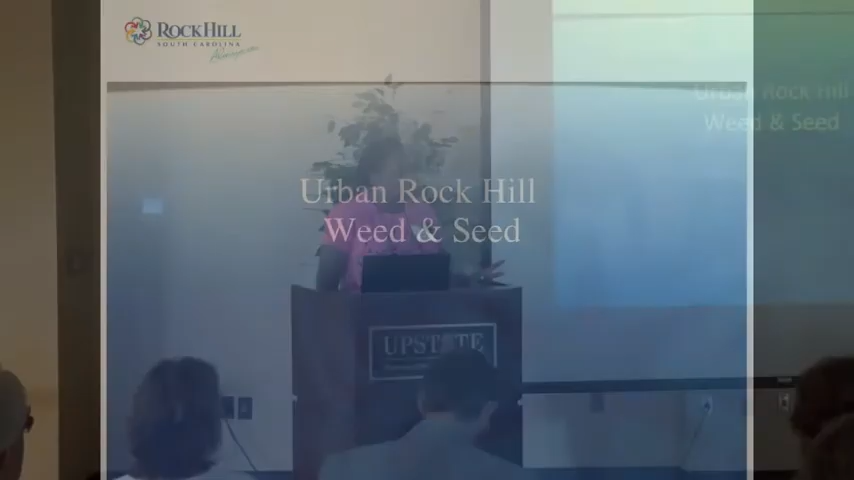 ROCKHILL
SOUTH CAROLINA
Urban Rock Hill
Weed & Seed
Urban Rock Hill
Weed & Seed
UPSTATE